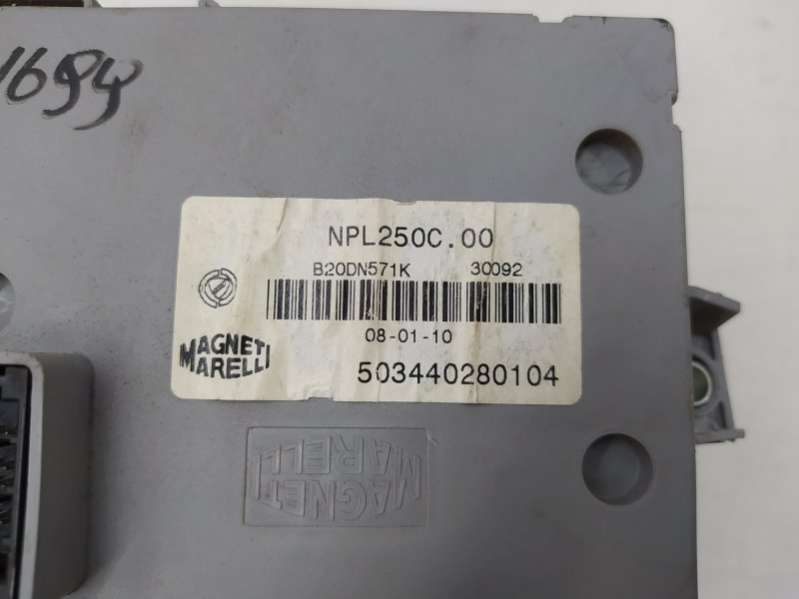 1694
NPL250C.00
B20DN571K 30092
08-01-10
MAGNETI
MARELLI
503440280104
MAGNETI
MARELLI